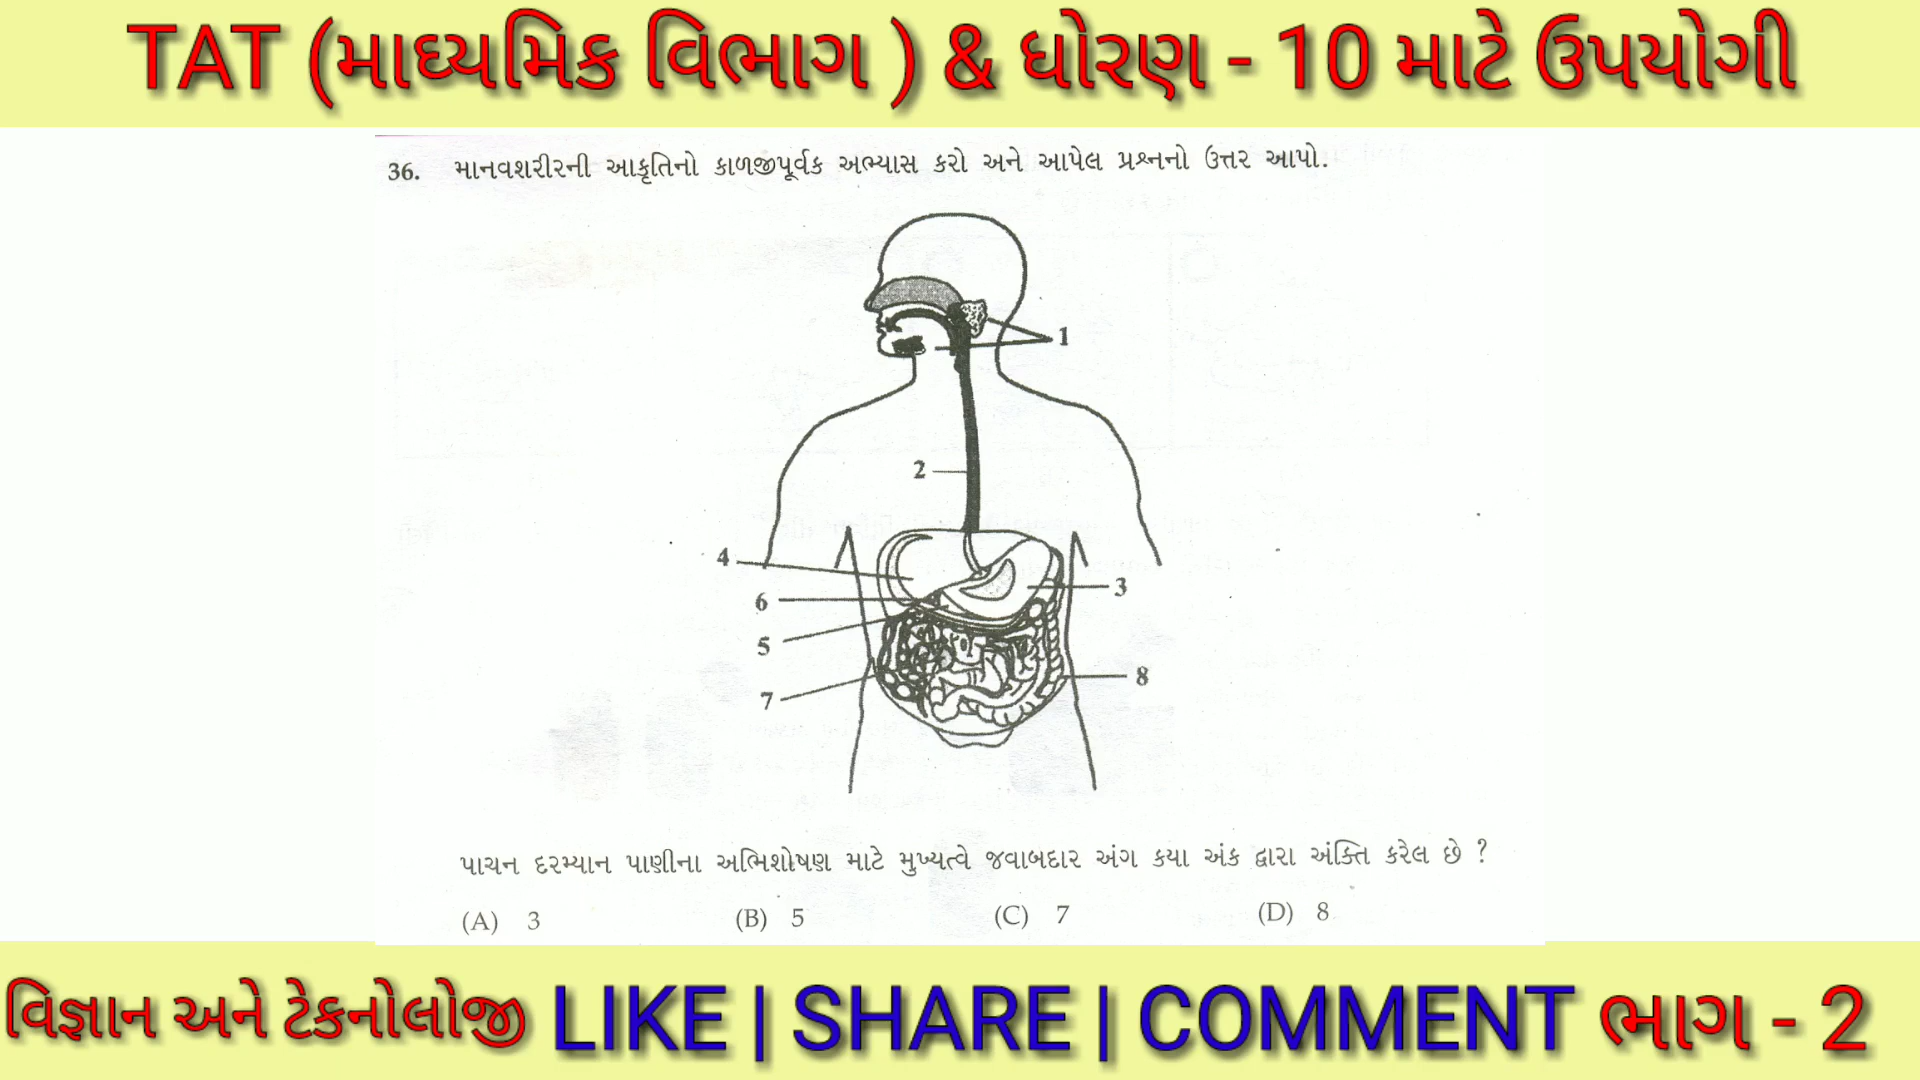 TAT (માધ્યમિક વિભાગ ) & ધોરણ - 10 માટે ઉપયોગી
36. માનવશરીરની આકૃતિનો કાળજીપૂર્વક અભ્યાસ કરો અને આપેલ પ્રશ્નનો ઉત્તર આપો.
1
2
4
3
6
5
8
7
પાચન દરમ્યાન પાણીના અભિશોષણ માટે મુખ્યત્વે જવાબદાર અંગ કયા અંક દ્વારા અંક્તિ કરેલ છે ?
(A) 3 (B) 5 (C) 7 (D) 8
વિજ્ઞાન અને ટેકનોલોજી LIKE | SHARE | COMMENT ભાગ - 2